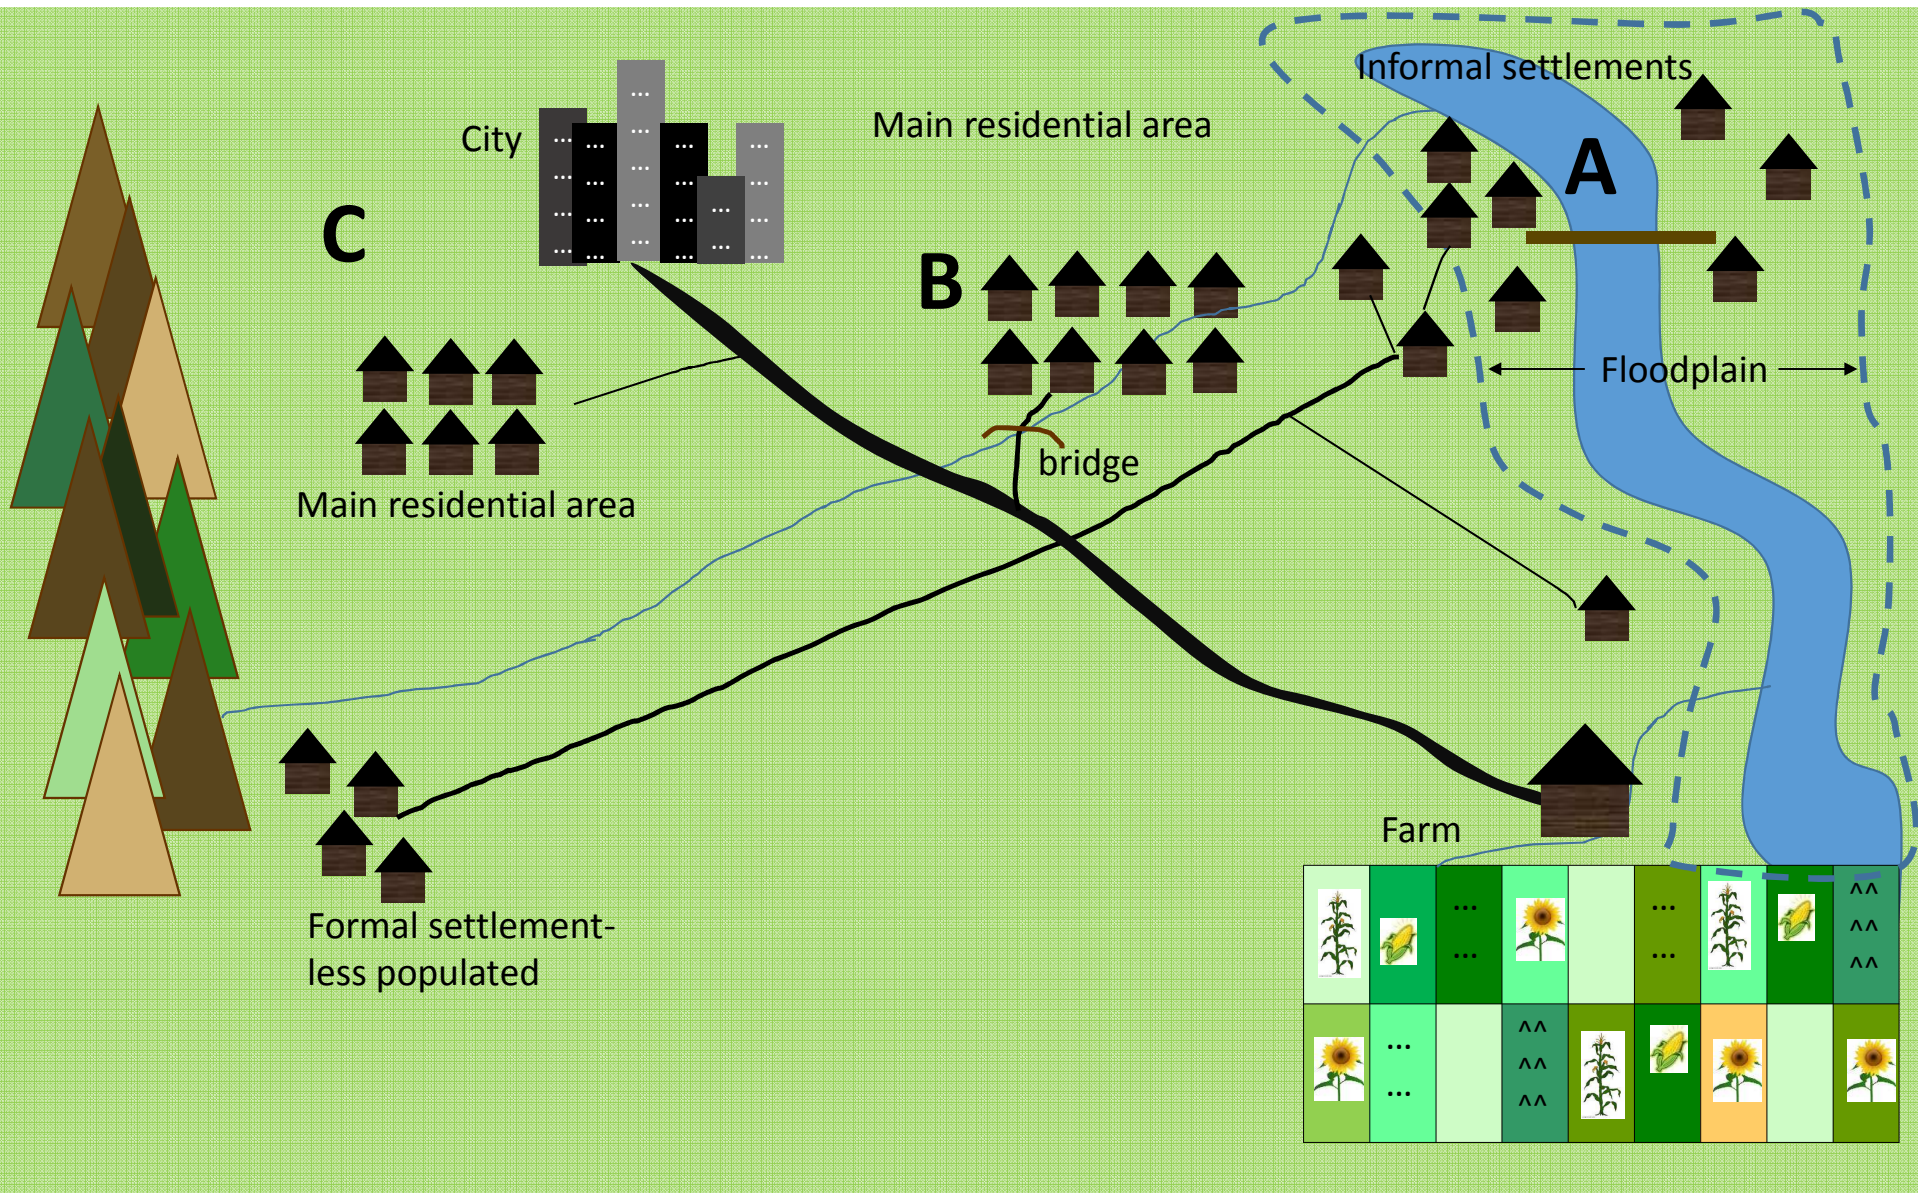 Informal settlements
City
Main residential area
A
C
B
Floodplain
bridge
Main residential area
Farm
Formal settlement-
less populated
... ... ^^
... ^^
... ... ^^
... ^^
^^
... ^^